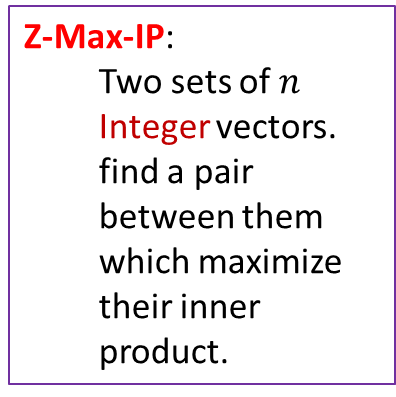 Z-Max-IP:
Two sets of n
Integer vectors.
find a pair
between them
which maximize
their inner
product.